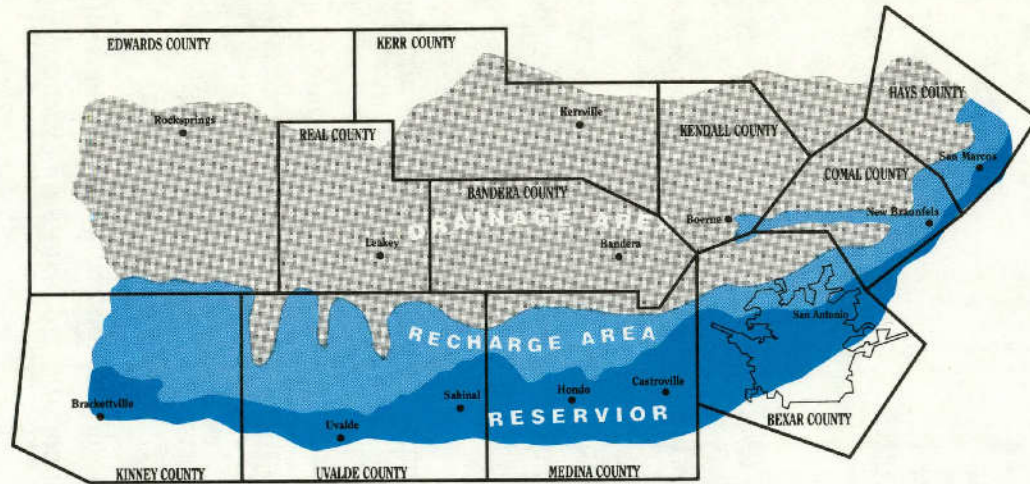 EDWARDS COUNTY
KERR COUNTY
HAYS COUNTY
Rocksprings
REAL COUNTY
Kerrville
KENDALL COUNTY
San Marcos
COMAL COUNTY
BANDERA COUNTY
DRAINAGE ARE
Boerne
New Braunfels
Leakey
Bandera
San Antonio
RECHARGE AREA
Brackettville
Sabinal
Hondo
Castroville
RESERVIOR
Uvalde
BEXAR COUNTY
KINNEY COUNTY
UVALDE COUNTY
MEDINA COUNTY